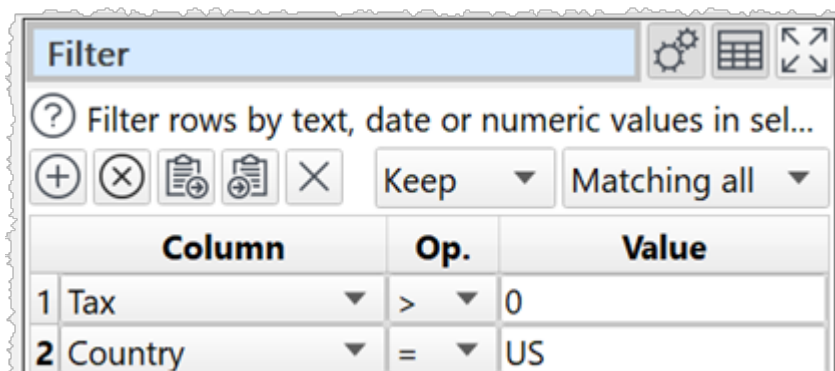 Filter
Filter rows by text, date or numeric values in sel...
Keep Matching all
Column Op. Value
1 Tax > 0
2 Country = US